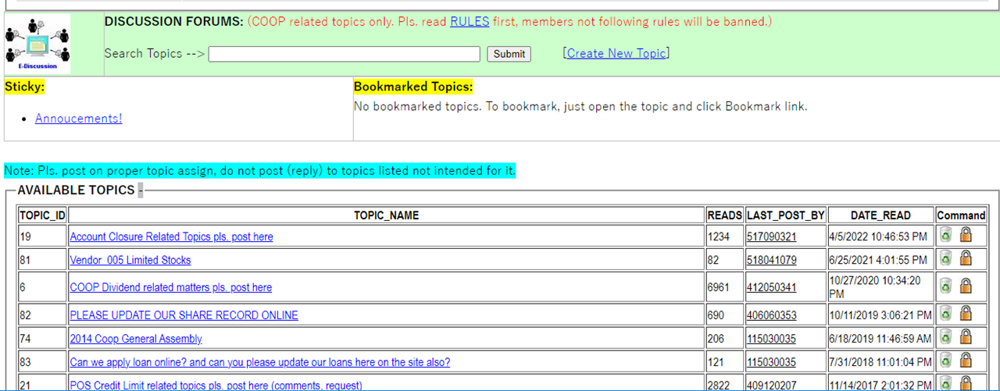 DISCUSSION FORUMS: (COOP related topics only. Pls. read RULES first, members not following rules will be banned.)
E-Discussion
Search Topics --> Submit [Create New Topic]
Sticky:
Annoucements!
Bookmarked Topics:
No bookmarked topics. To bookmark, just open the topic and click Bookmark link.
Note: Pls. post on proper topic assign, do not post (reply) to topics listed not intended for it.
AVAILABLE TOPICS -
TOPIC_ID TOPIC_NAME READS LAST_POST_BY DATE_READ Command
19 Account Closure Related Topics pls. post here 1234 517090321 4/5/2022 10:46:53 PM
81 Vendor_005 Limited Stocks 82 518041079 6/25/2021 4:01:55 PM
6 COOP Dividend related matters pls. post here 6961 412050341 10/27/2020 10:34:20 PM
82 PLEASE UPDATE OUR SHARE RECORD ONLINE 690 406060353 10/11/2019 3:06:21 PM
74 2014 Coop General Assembly 206 115030035 6/18/2019 11:46:59 AM
83 Can we apply loan online? and can you please update our loans here on the site also? 121 115030035 7/31/2018 11:01:04 PM
21 POS Credit Limit related topics pls. post here (comments, request) 2822 409120207 11/14/2017 2:01:32 PM